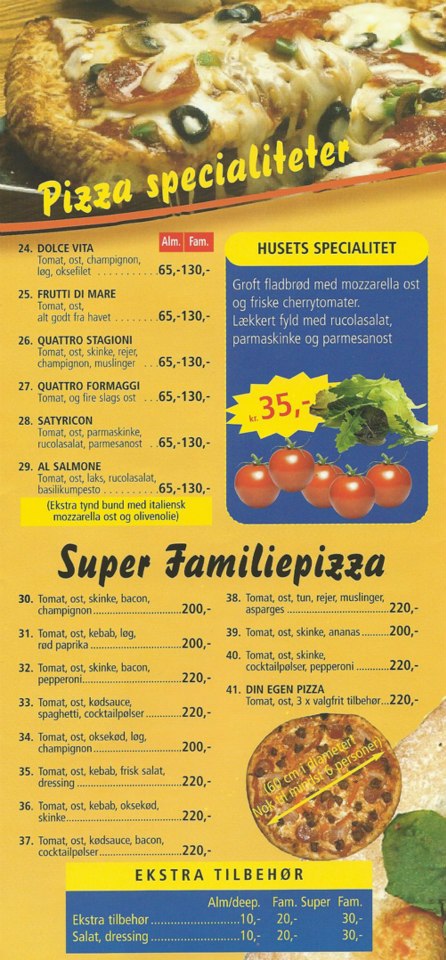 Pizza specialiteter
Alm. Fam.
24. DOLCE VITA
Tomat, ost, champignon,
løg, oksefilet ..........65,-130,-
25. FRUTTI DI MARE
Tomat, ost,
alt godt fra havet ..........65,-130,-
26. QUATTRO STAGIONI
Tomat, ost, skinke, rejer,
champignon, muslinger ...65,-130,-
27. QUATTRO FORMAGGI
Tomat, og fire slags ost ...65,-130,-
28. SATYRICON
Tomat, ost, parmaskinke,
rucolasalat, parmesanost .65,-130,-
29. AL SALMONE
Tomat, ost, laks, rucolasalat,
basilikumpesto ..........65,-130,-
(Ekstra tynd bund med italiensk
mozzarella ost og olivenolie)
HUSETS SPECIALITET
Groft fladbrød med mozzarella ost
og friske cherrytomater.
Lækkert fyld med rucolasalat,
parmaskinke og parmesanost
kr. 35,-
Super Familiepizza
30. Tomat, ost, skinke, bacon,
champignon..........200,-
31. Tomat, ost, kebab, løg,
rød paprika ..........200,-
32. Tomat, ost, skinke, bacon,
pepperoni..........220,-
33. Tomat, ost, kødsauce,
spaghetti, cocktailpølser..........220,-
34. Tomat, ost, oksekød, løg,
champignon)..........200,-
35. Tomat, ost, kebab, frisk salat,
dressing ..........220,-
36. Tomat, ost, kebab, oksekød,
skinke..........220,-
37. Tomat, ost, kødsauce, bacon,
cocktailpølser..........220,-
38. Tomat, ost, tun, rejer, muslinger,
asparges ..........220,-
39. Tomat, ost, skinke, ananas ......200,-
40. Tomat, ost, skinke,
cocktailpølser, pepperoni .......220,-
41. DIN EGEN PIZZA
Tomat, ost, 3 x valgfrit tilbehør...220,-
(60 cm i diameter)
Nok til mindst 6 personer)
EKSTRA TILBEHØR
Alm/deep. Fam. Super Fam.
Ekstra tilbehør..........10,- 20,- 30,-
Salat, dressing ..........10,- 20,- 30,-